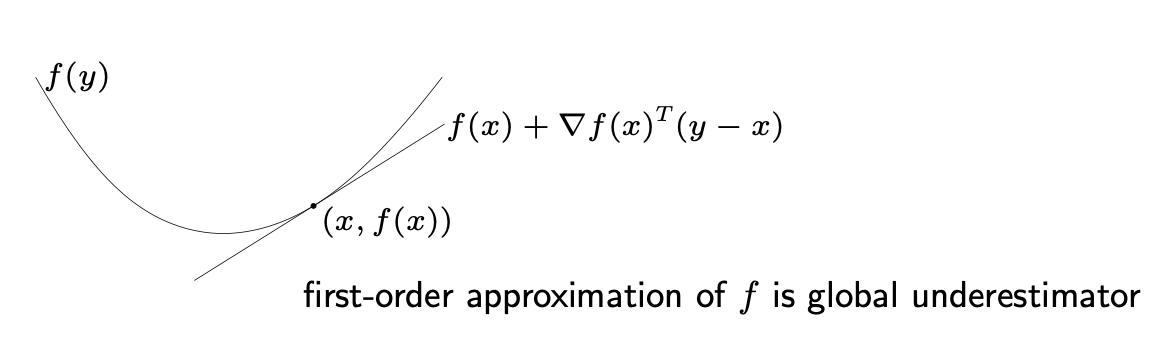 f(y)
f(x) + ∇f(x)^T(y − x)
(x, f(x))
first-order approximation of f is global underestimator